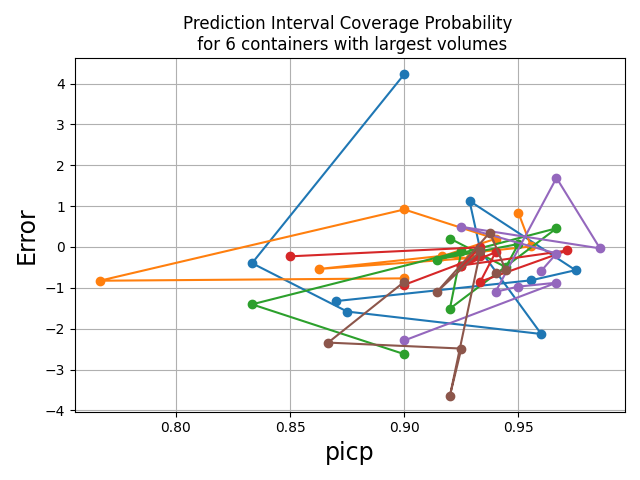 Prediction Interval Coverage Probability
for 6 containers with largest volumes
4
3
2
1
0
−1
−2
−3
−4
Error
0.80 0.85 0.90 0.95
picp